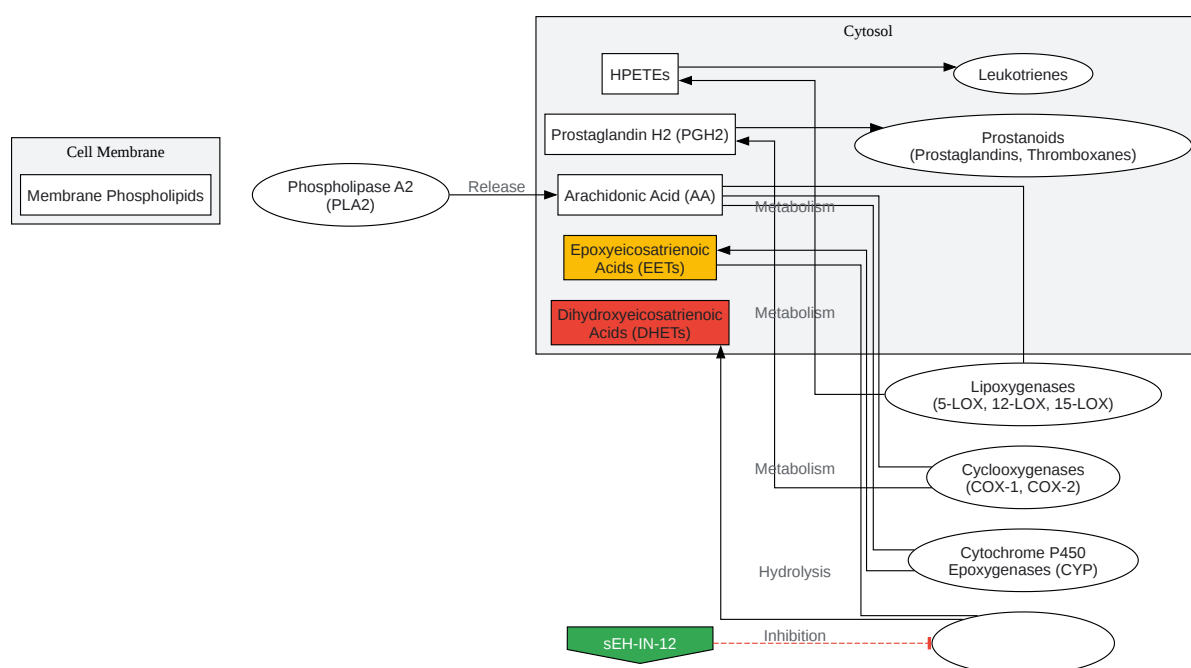 Cytosol
HPETEs
Leukotrienes
Prostaglandin H2 (PGH2)
Prostanoids
(Prostaglandins, Thromboxanes)
Cell Membrane
Membrane Phospholipids
Phospholipase A2
(PLA2)
Release
Arachidonic Acid (AA)
Metabolism
Epoxyeicosatrienoic
Acids (EETs)
Dihydroxyeicosatrienoic
Acids (DHETs)
Metabolism
Lipoxygenases
(5-LOX, 12-LOX, 15-LOX)
Metabolism
Cyclooxygenases
(COX-1, COX-2)
Cytochrome P450
Epoxygenases (CYP)
Hydrolysis
sEH-IN-12
Inhibition